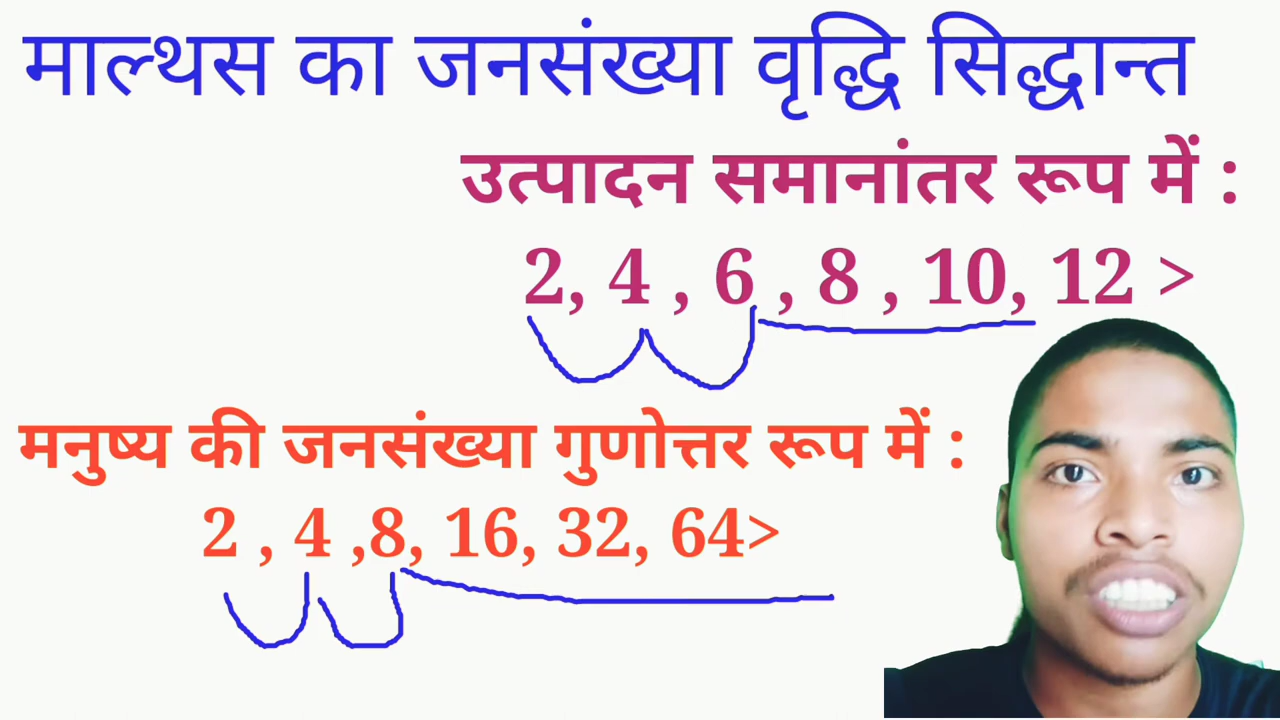 माल्थस का जनसंख्या वृद्धि सिद्धान्त
उत्पादन समानांतर रूप में :
2, 4 , 6 , 8 , 10, 12 >
मनुष्य की जनसंख्या गुणोत्तर रूप में :
2 , 4 ,8, 16, 32, 64>